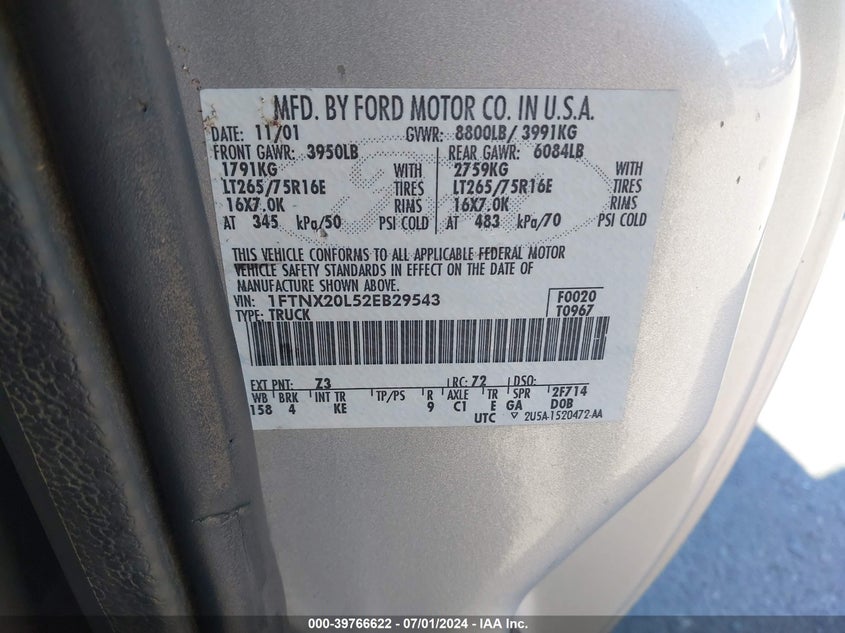 MFD. BY FORD MOTOR CO. IN U.S.A.
DATE: 11/01 GVWR: 8800LB/ 3991KG
FRONT GAWR: 3950LB REAR GAWR: 6084LB
1791KG WITH 2759KG WITH
LT265/75R16E TIRES LT265/75R16E TIRES
16X7.0K RIMS 16X7.0K RIMS
AT 345 kPa/50 PSI COLD AT 483 kPa/70 PSI COLD
THIS VEHICLE CONFORMS TO ALL APPLICABLE FEDERAL MOTOR
VEHICLE SAFETY STANDARDS IN EFFECT ON THE DATE OF
MANUFACTURE SHOWN ABOVE.
VIN: 1FTNX20L52EB29543 F0020
TYPE: TRUCK T0967
EXT PNT: Z3 RC: 72 DSO:
WB BRK INT TR TP/PS R AXLE TR SPR 2F714
158 4 KE 9 C1 E GA D0B
UTC ▽ 2U5A-1520472-AA
000-39766622 - 07/01/2024 - 1FTNX20L52EB29543